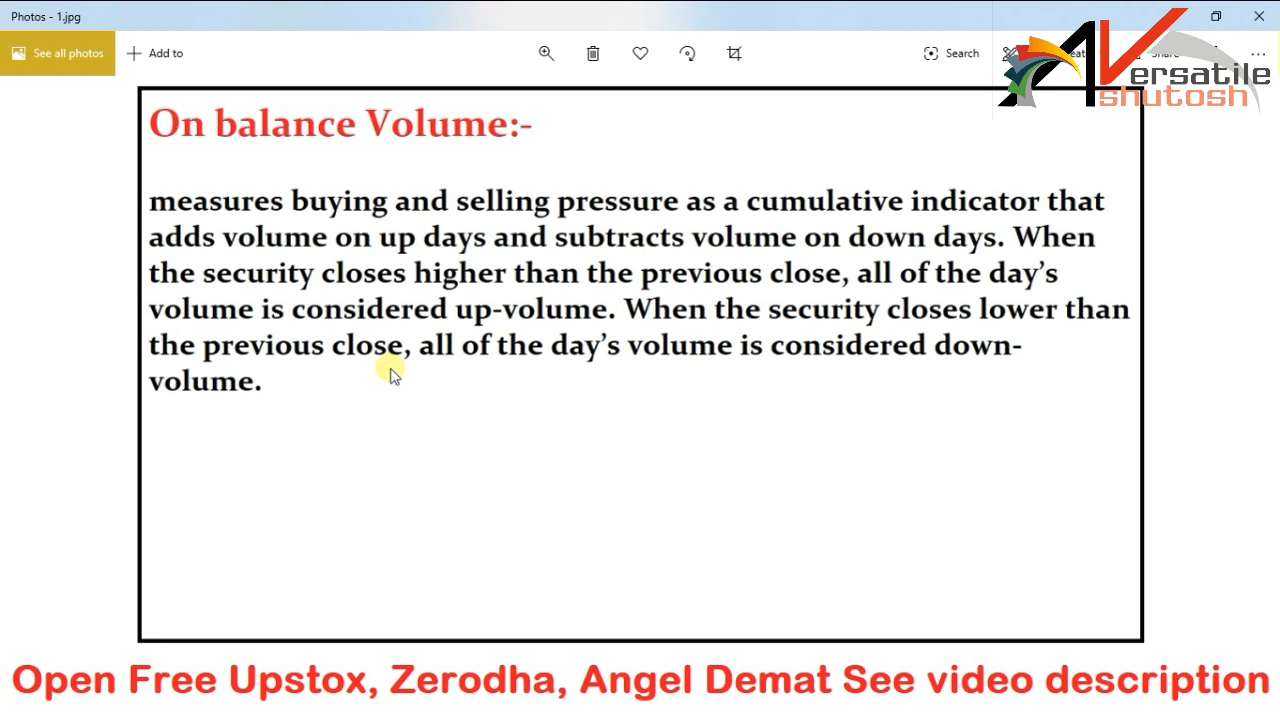 Photos - 1.jpg
See all photos
Add to
Search
Versatile
Ashutosh
On balance Volume:-
measures buying and selling pressure as a cumulative indicator that
adds volume on up days and subtracts volume on down days. When
the security closes higher than the previous close, all of the day’s
volume is considered up-volume. When the security closes lower than
the previous close, all of the day’s volume is considered down-
volume.
Open Free Upstox, Zerodha, Angel Demat See video description